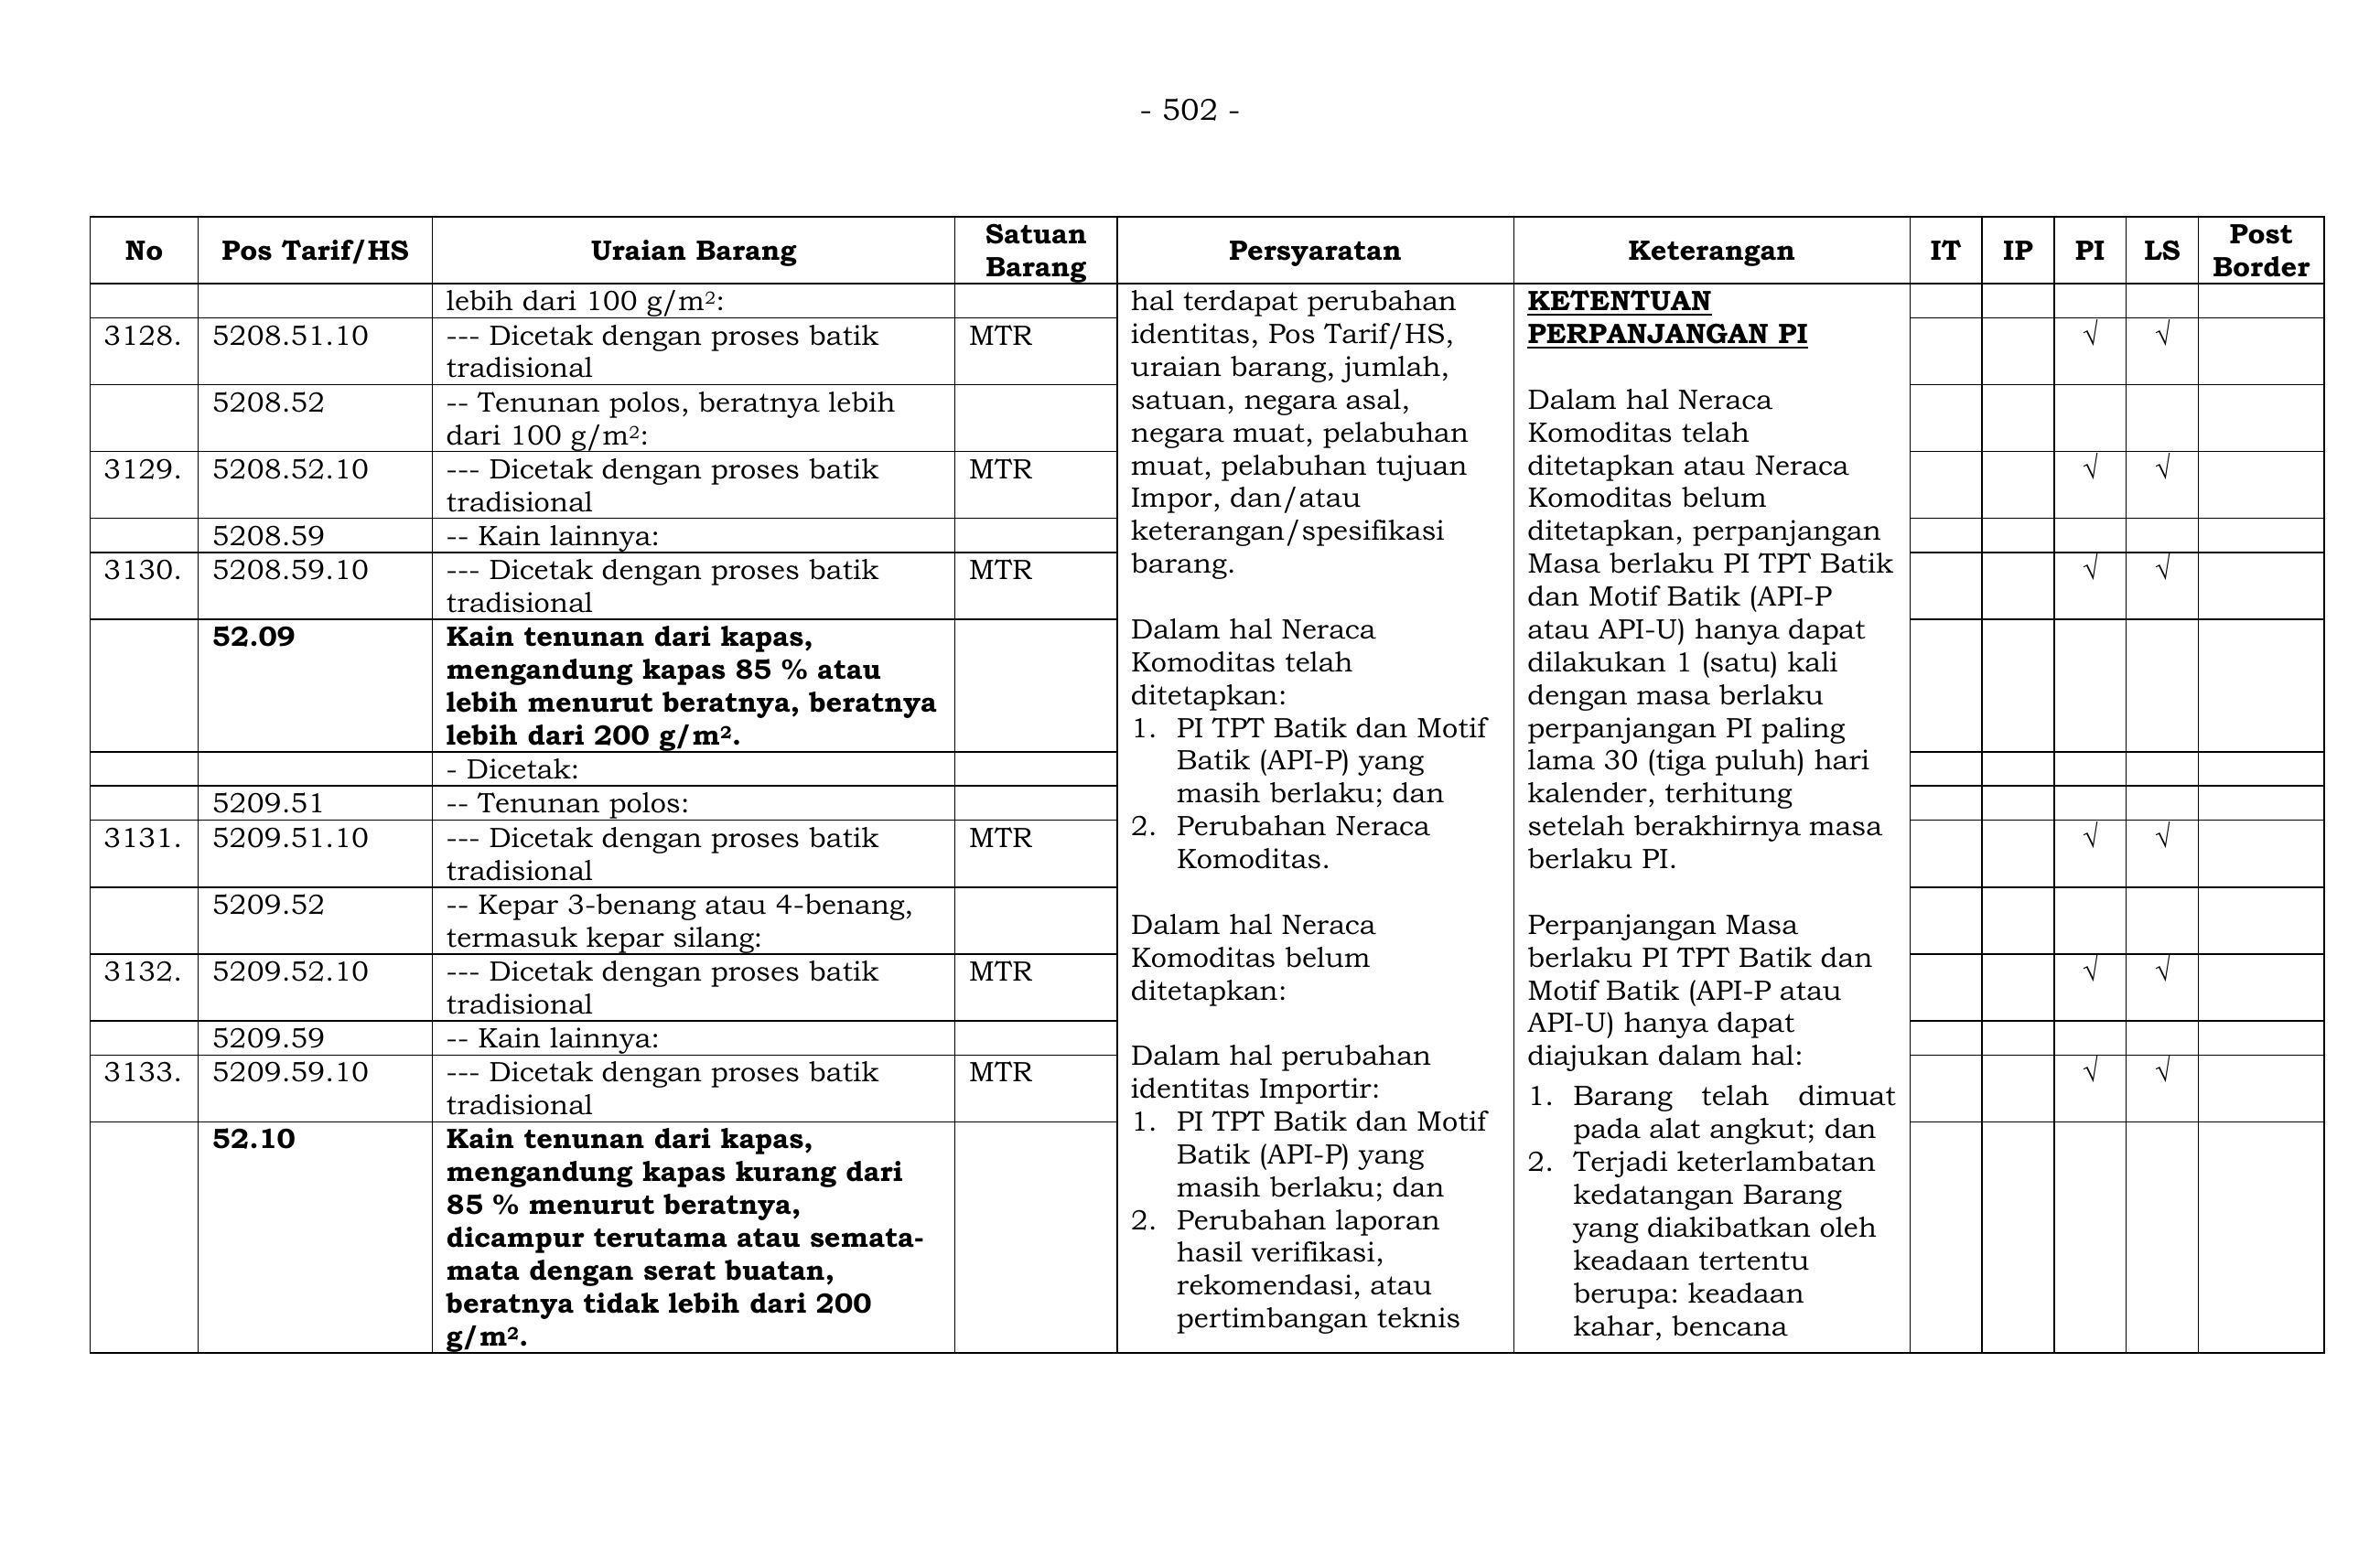 - 502 -
No
Pos Tarif/HS
Uraian Barang
Satuan
Barang
Persyaratan
Keterangan
IT
IP
PI
LS
Post
Border
lebih dari 100 g/m²:
3128.
5208.51.10
--- Dicetak dengan proses batik
tradisional
MTR
√
√
5208.52
-- Tenunan polos, beratnya lebih
dari 100 g/m²:
3129.
5208.52.10
--- Dicetak dengan proses batik
tradisional
MTR
√
√
5208.59
-- Kain lainnya:
3130.
5208.59.10
--- Dicetak dengan proses batik
tradisional
MTR
√
√
52.09
Kain tenunan dari kapas,
mengandung kapas 85 % atau
lebih menurut beratnya, beratnya
lebih dari 200 g/m².
- Dicetak:
5209.51
-- Tenunan polos:
3131.
5209.51.10
--- Dicetak dengan proses batik
tradisional
MTR
√
√
5209.52
-- Kepar 3-benang atau 4-benang,
termasuk kepar silang:
3132.
5209.52.10
--- Dicetak dengan proses batik
tradisional
MTR
√
√
5209.59
-- Kain lainnya:
3133.
5209.59.10
--- Dicetak dengan proses batik
tradisional
MTR
√
√
52.10
Kain tenunan dari kapas,
mengandung kapas kurang dari
85 % menurut beratnya,
dicampur terutama atau semata-
mata dengan serat buatan,
beratnya tidak lebih dari 200
g/m².
hal terdapat perubahan
identitas, Pos Tarif/HS,
uraian barang, jumlah,
satuan, negara asal,
negara muat, pelabuhan
muat, pelabuhan tujuan
Impor, dan/atau
keterangan/spesifikasi
barang.
Dalam hal Neraca
Komoditas telah
ditetapkan:
1. PI TPT Batik dan Motif
Batik (API-P) yang
masih berlaku; dan
2. Perubahan Neraca
Komoditas.
Dalam hal Neraca
Komoditas belum
ditetapkan:
Dalam hal perubahan
identitas Importir:
1. PI TPT Batik dan Motif
Batik (API-P) yang
masih berlaku; dan
2. Perubahan laporan
hasil verifikasi,
rekomendasi, atau
pertimbangan teknis
KETENTUAN
PERPANJANGAN PI
Dalam hal Neraca
Komoditas telah
ditetapkan atau Neraca
Komoditas belum
ditetapkan, perpanjangan
Masa berlaku PI TPT Batik
dan Motif Batik (API-P
atau API-U) hanya dapat
dilakukan 1 (satu) kali
dengan masa berlaku
perpanjangan PI paling
lama 30 (tiga puluh) hari
kalender, terhitung
setelah berakhirnya masa
berlaku PI.
Perpanjangan Masa
berlaku PI TPT Batik dan
Motif Batik (API-P atau
API-U) hanya dapat
diajukan dalam hal:
1. Barang telah dimuat
pada alat angkut; dan
2. Terjadi keterlambatan
kedatangan Barang
yang diakibatkan oleh
keadaan tertentu
berupa: keadaan
kahar, bencana